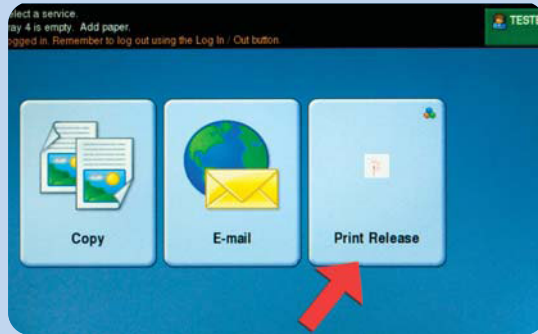 elect a service.
ray 4 is empty. Add paper.
ogged in. Remember to log out using the Log In / Out button.
TESTE
Copy
E-mail
Print Release